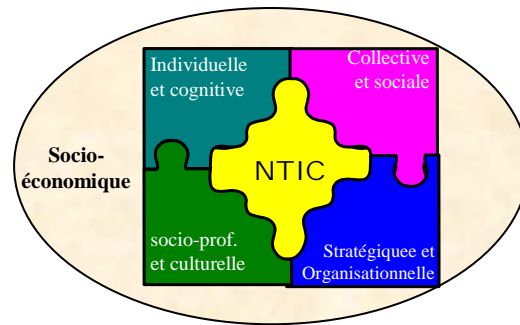 Individuelle
et cognitive
Collective
et sociale
Socio-
économique
NTIC
socio-prof.
et culturelle
Stratégiquee et
Organisationnelle